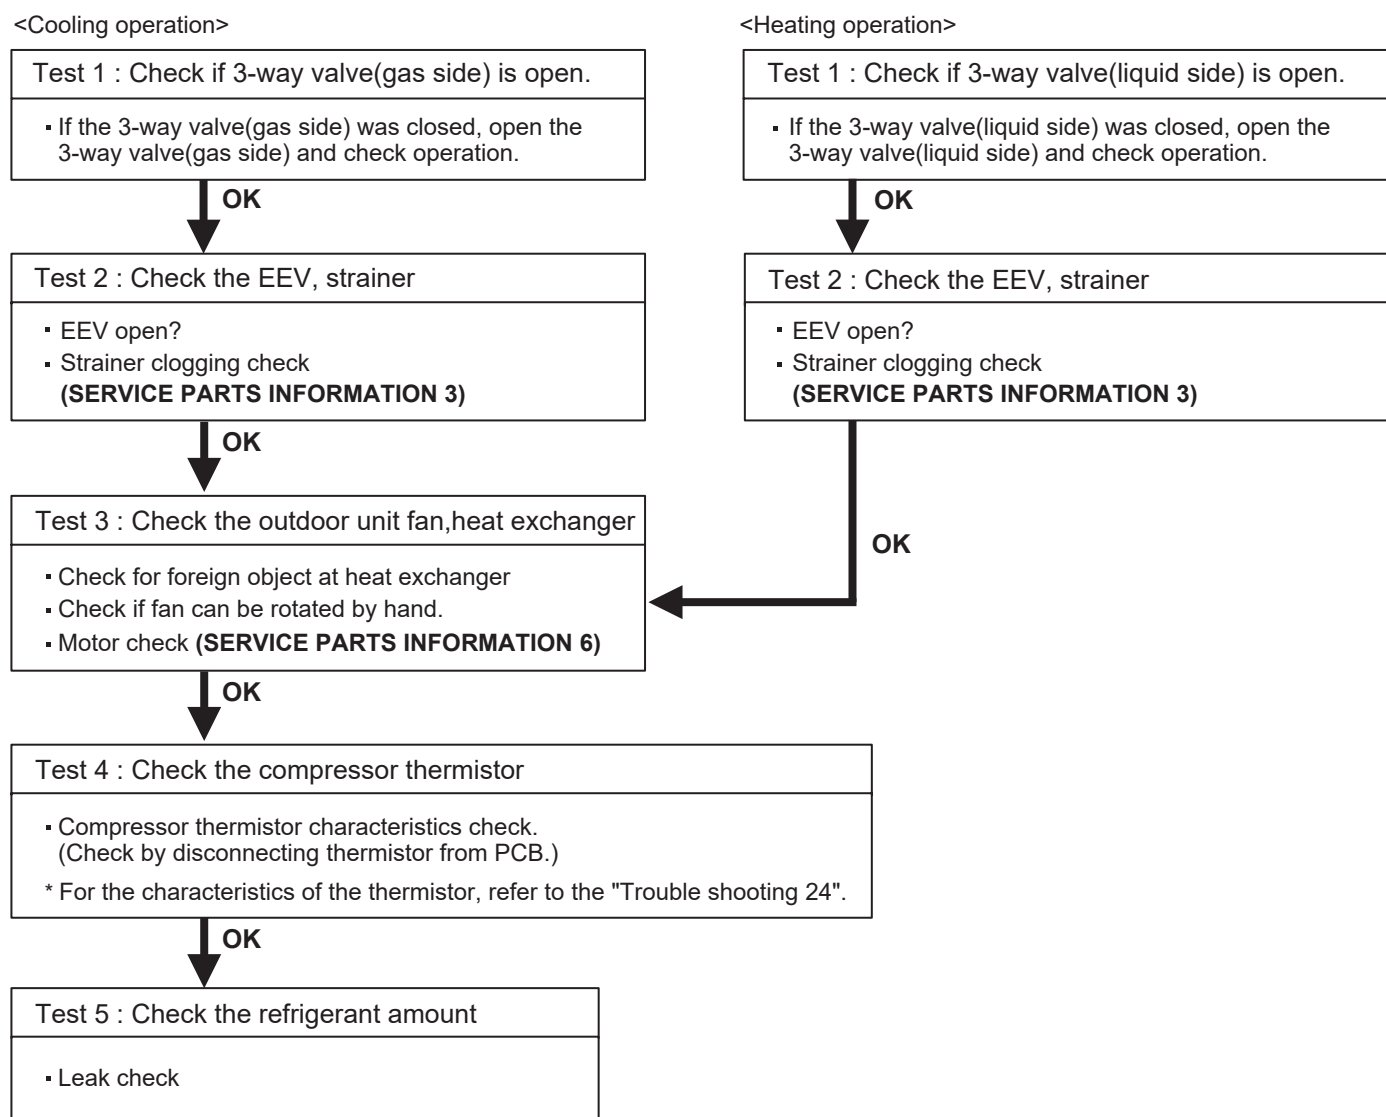 <Cooling operation>
Test 1 : Check if 3-way valve(gas side) is open.
▪ If the 3-way valve(gas side) was closed, open the
3-way valve(gas side) and check operation.
OK
Test 2 : Check the EEV, strainer
▪ EEV open?
▪ Strainer clogging check
(SERVICE PARTS INFORMATION 3)
OK
<Heating operation>
Test 1 : Check if 3-way valve(liquid side) is open.
▪ If the 3-way valve(liquid side) was closed, open the
3-way valve(liquid side) and check operation.
OK
Test 2 : Check the EEV, strainer
▪ EEV open?
▪ Strainer clogging check
(SERVICE PARTS INFORMATION 3)
OK
Test 3 : Check the outdoor unit fan,heat exchanger
▪ Check for foreign object at heat exchanger
▪ Check if fan can be rotated by hand.
▪ Motor check (SERVICE PARTS INFORMATION 6)
OK
Test 4 : Check the compressor thermistor
▪ Compressor thermistor characteristics check.
(Check by disconnecting thermistor from PCB.)
* For the characteristics of the thermistor, refer to the "Trouble shooting 24".
OK
Test 5 : Check the refrigerant amount
▪ Leak check